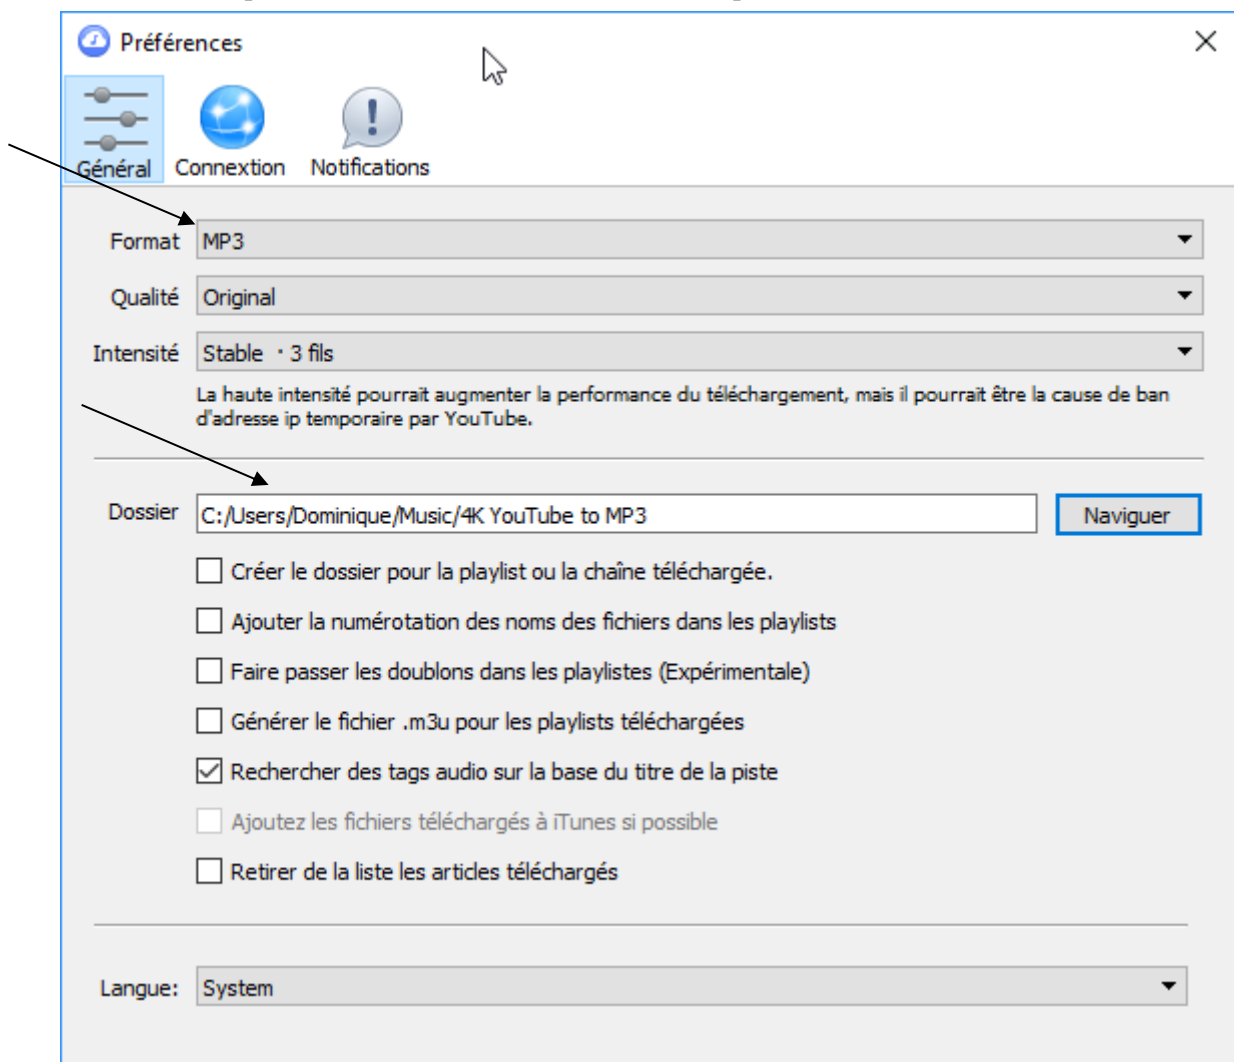 Préférences
Général
Connextion
Notifications
Format
MP3
Qualité
Original
Intensité
Stable · 3 fils
La haute intensité pourrait augmenter la performance du téléchargement, mais il pourrait être la cause de ban
d'adresse ip temporaire par YouTube.
Dossier
C:/Users/Dominique/Music/4K YouTube to MP3
Naviguer
Créer le dossier pour la playlist ou la chaîne téléchargée.
Ajouter la numérotation des noms des fichiers dans les playlists
Faire passer les doublons dans les playlistes (Expérimentale)
Générer le fichier .m3u pour les playlists téléchargées
Rechercher des tags audio sur la base du titre de la piste
Ajoutez les fichiers téléchargés à iTunes si possible
Retirer de la liste les articles téléchargés
Langue:
System